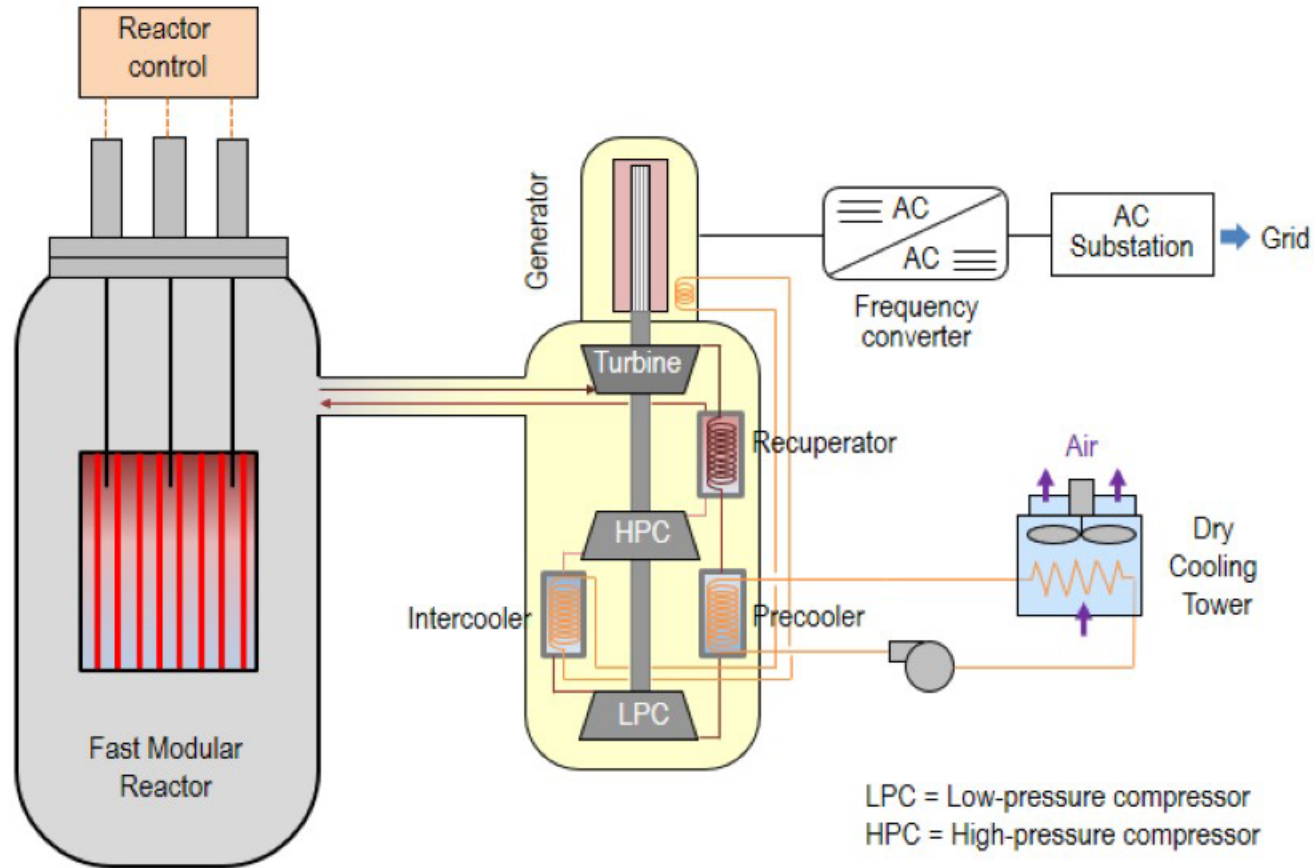 Reactor
control
Generator
AC
AC
Frequency
converter
AC
Substation
Grid
Turbine
Recuperator
HPC
Intercooler
Precooler
LPC
Air
Dry
Cooling
Tower
Fast Modular
Reactor
LPC = Low-pressure compressor
HPC = High-pressure compressor